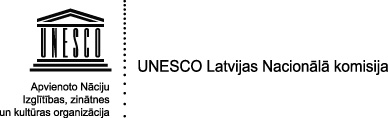 UNESCO
Apvienoto Nāciju
Izglītības, zinātnes
un kultūras organizācija
UNESCO Latvijas Nacionālā komisija